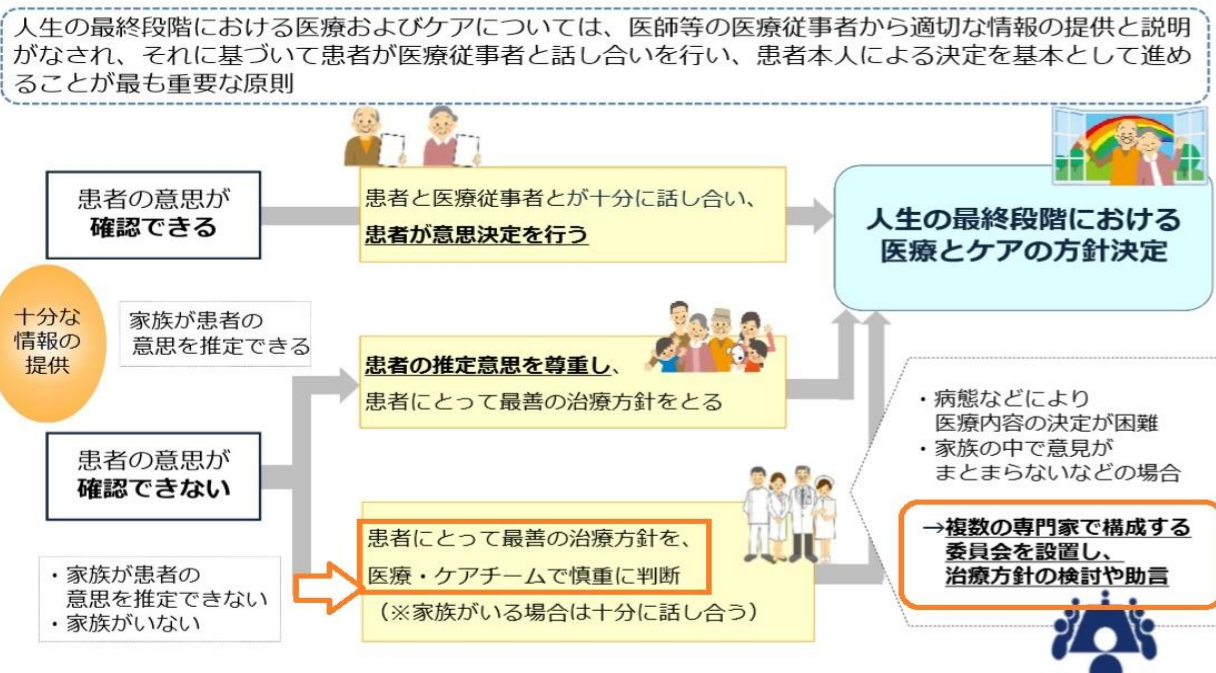 人生の最終段階における医療およびケアについては、医師等の医療従事者から適切な情報の提供と説明
がなされ、それに基づいて患者が医療従事者と話し合いを行い、患者本人による決定を基本として進め
ることが最も重要な原則
患者の意思が
確認できる
患者と医療従事者とが十分に話し合い、
患者が意思決定を行う
人生の最終段階における
医療とケアの方針決定
十分な
情報の
提供
家族が患者の
意思を推定できる
患者の推定意思を尊重し、
患者にとって最善の治療方針をとる
患者の意思が
確認できない
・家族が患者の
意思を推定できない
・家族がいない
患者にとって最善の治療方針を、
医療・ケアチームで慎重に判断
（※家族がいる場合は十分に話し合う）
・病態などにより
医療内容の決定が困難
・家族の中で意見が
まとまらないなどの場合
→複数の専門家で構成する
委員会を設置し、
治療方針の検討や助言